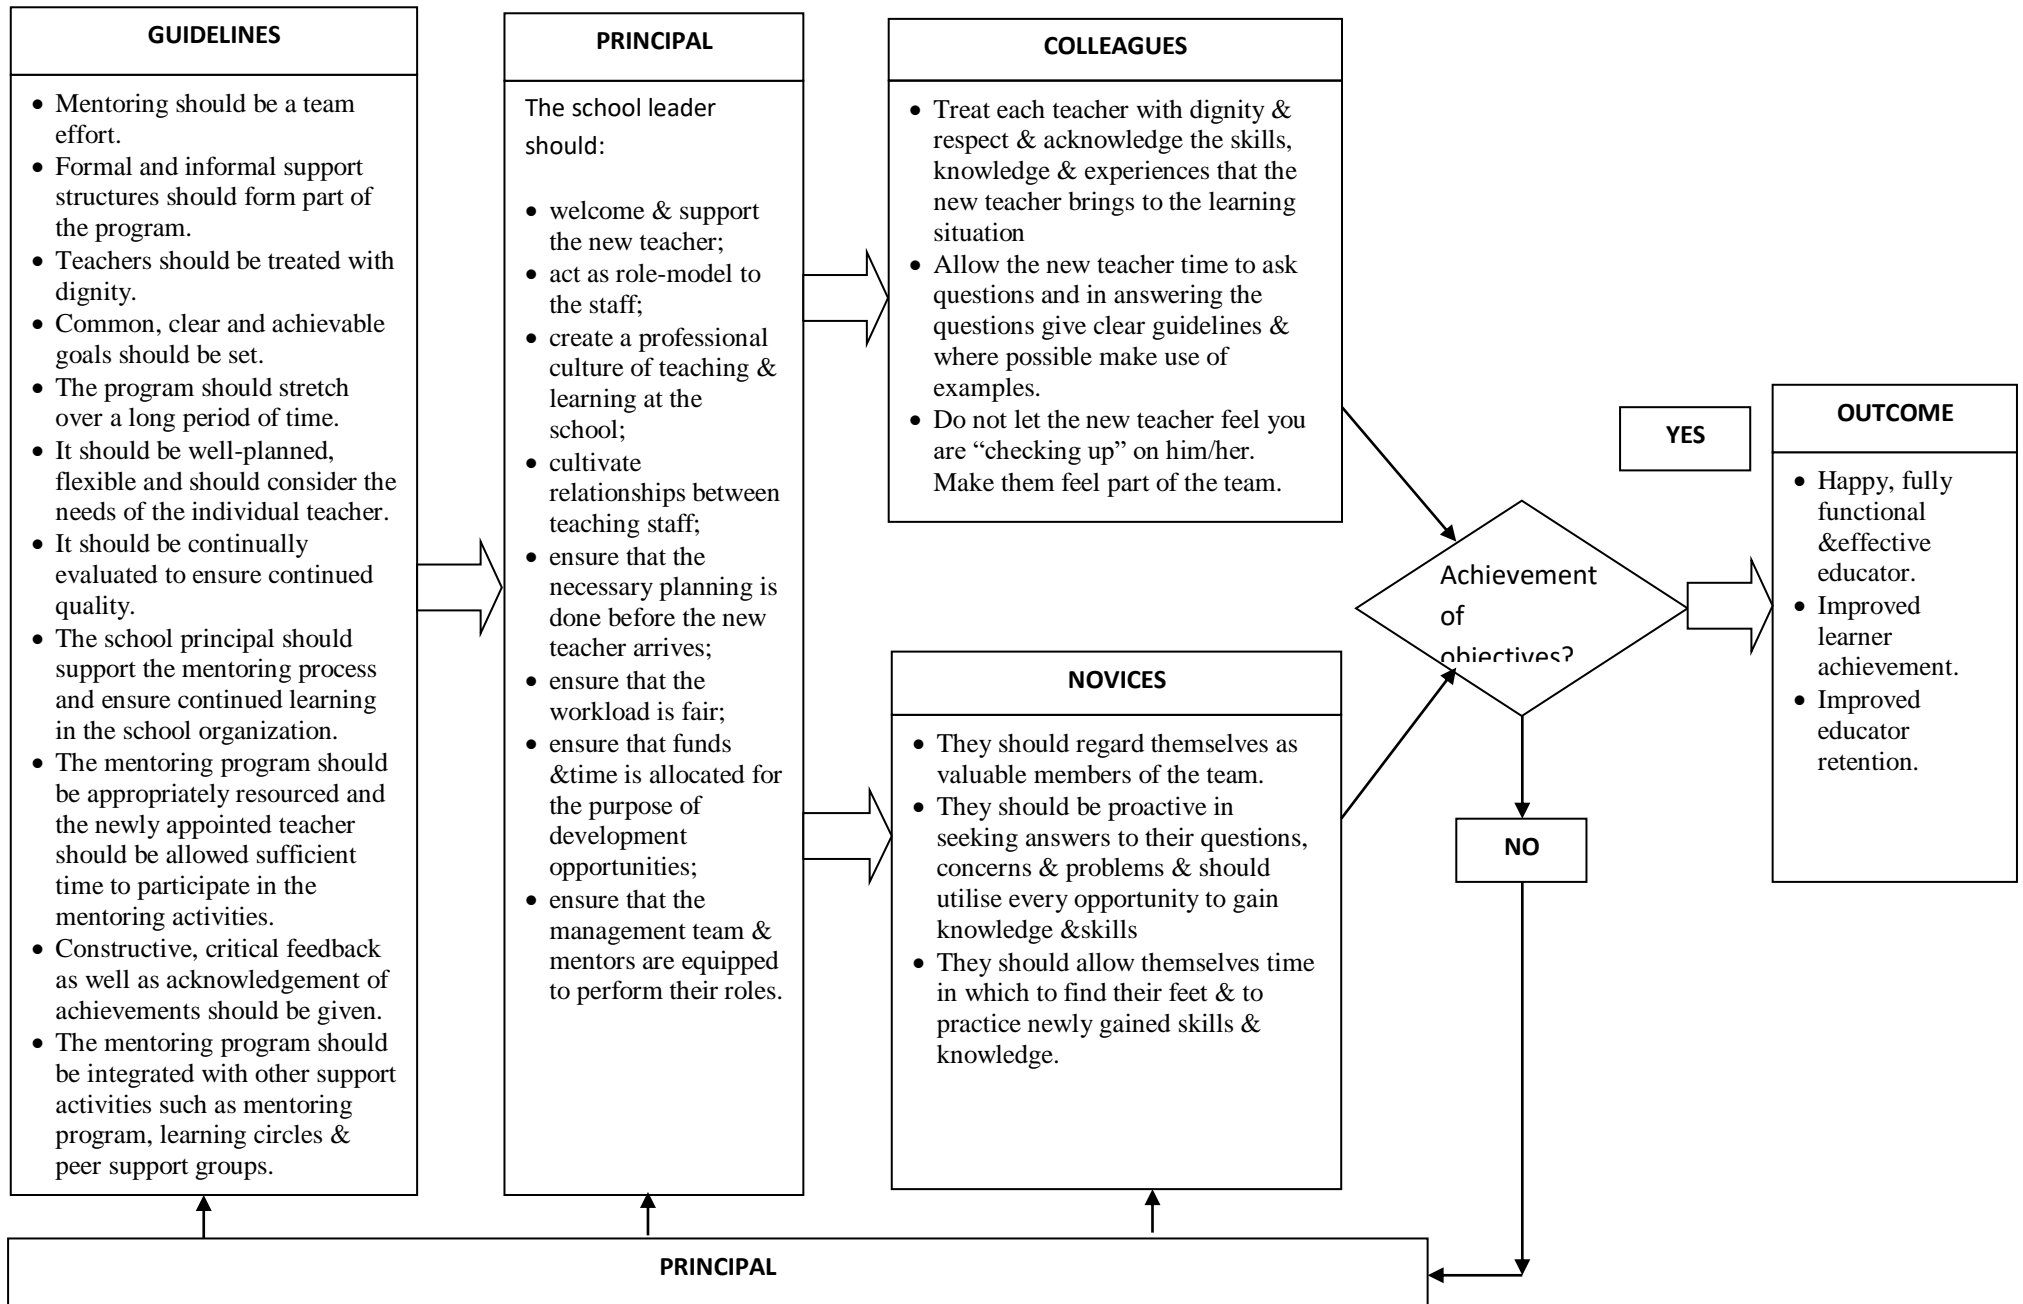 GUIDELINES
• Mentoring should be a team
effort.
• Formal and informal support
structures should form part of
the program.
• Teachers should be treated with
dignity.
• Common, clear and achievable
goals should be set.
• The program should stretch
over a long period of time.
• It should be well-planned,
flexible and should consider the
needs of the individual teacher.
• It should be continually
evaluated to ensure continued
quality.
• The school principal should
support the mentoring process
and ensure continued learning
in the school organization.
• The mentoring program should
be appropriately resourced and
the newly appointed teacher
should be allowed sufficient
time to participate in the
mentoring activities.
• Constructive, critical feedback
as well as acknowledgement of
achievements should be given.
• The mentoring program should
be integrated with other support
activities such as mentoring
program, learning circles &
peer support groups.
PRINCIPAL
The school leader
should:
• welcome & support
the new teacher;
• act as role-model to
the staff;
• create a professional
culture of teaching &
learning at the
school;
• cultivate
relationships between
teaching staff;
• ensure that the
necessary planning is
done before the new
teacher arrives;
• ensure that the
workload is fair;
• ensure that funds
&time is allocated for
the purpose of
development
opportunities;
• ensure that the
management team &
mentors are equipped
to perform their roles.
COLLEAGUES
• Treat each teacher with dignity &
respect & acknowledge the skills,
knowledge & experiences that the
new teacher brings to the learning
situation
• Allow the new teacher time to ask
questions and in answering the
questions give clear guidelines &
where possible make use of
examples.
• Do not let the new teacher feel you
are “checking up” on him/her.
Make them feel part of the team.
NOVICES
• They should regard themselves as
valuable members of the team.
• They should be proactive in
seeking answers to their questions,
concerns & problems & should
utilise every opportunity to gain
knowledge &skills
• They should allow themselves time
in which to find their feet & to
practice newly gained skills &
knowledge.
Achievement
of
objectives?
YES
NO
OUTCOME
• Happy, fully
functional
&effective
educator.
• Improved
learner
achievement.
• Improved
educator
retention.
PRINCIPAL